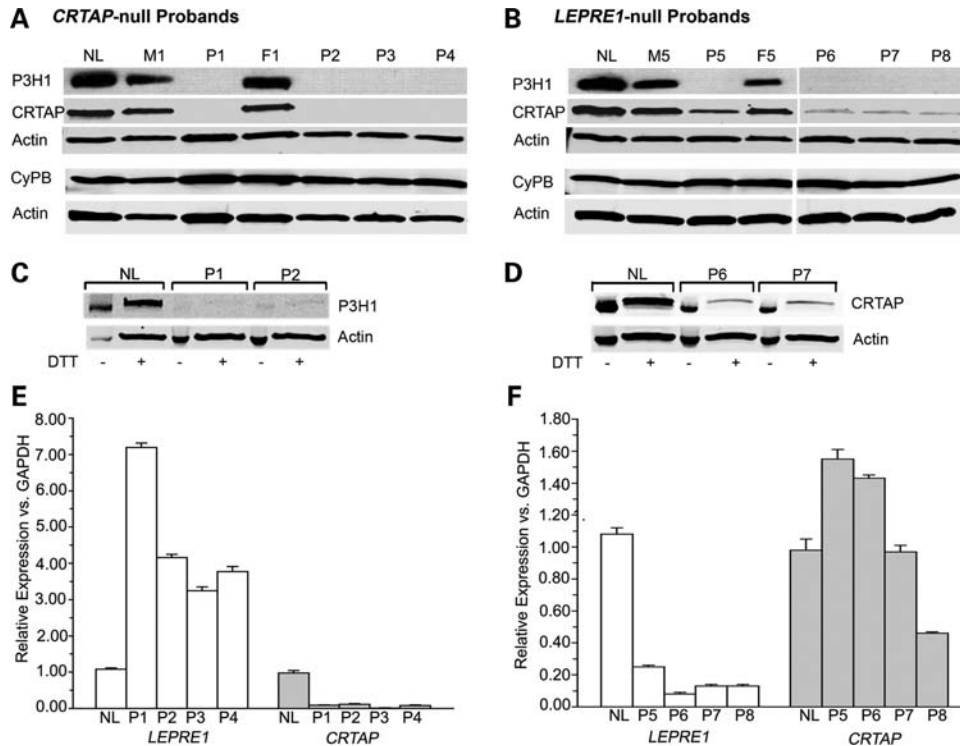 A CRTAP-null Probands
NL M1 P1 F1 P2 P3 P4
P3H1
CRTAP
Actin
CyPB
Actin
B LEPRE1-null Probands
NL M5 P5 F5 P6 P7 P8
P3H1
CRTAP
Actin
CyPB
Actin
C
NL P1 P2
P3H1
Actin
DTT - + - + - +
D
NL P6 P7
CRTAP
Actin
DTT - + - + - +
E
Relative Expression vs. GAPDH
8.00
7.00
6.00
5.00
4.00
3.00
2.00
1.00
0.00
NL P1 P2 P3 P4 NL P1 P2 P3 P4
LEPRE1 CRTAP
F
Relative Expression vs. GAPDH
1.80
1.60
1.40
1.20
1.00
0.80
0.60
0.40
0.20
0.00
NL P5 P6 P7 P8 NL P5 P6 P7 P8
LEPRE1 CRTAP